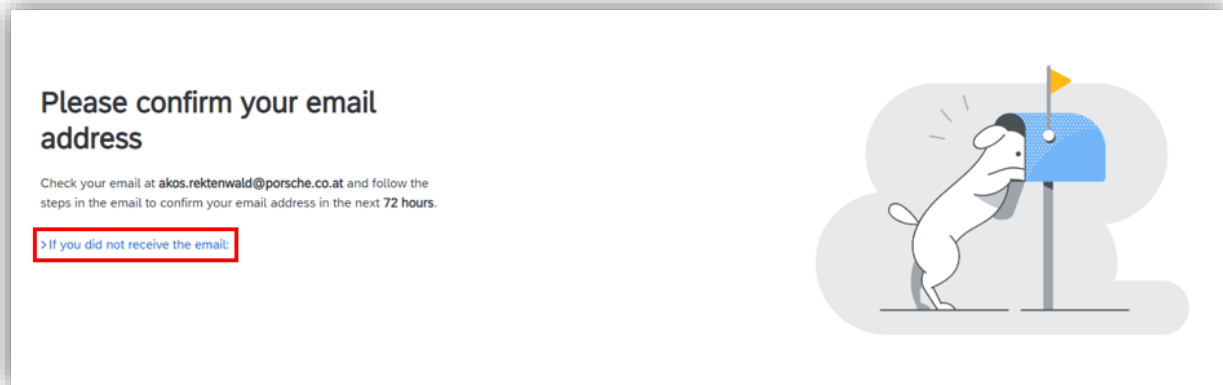 Please confirm your email
address
Check your email at akos.rektenwald@porsche.co.at and follow the
steps in the email to confirm your email address in the next 72 hours.
>If you did not receive the email: